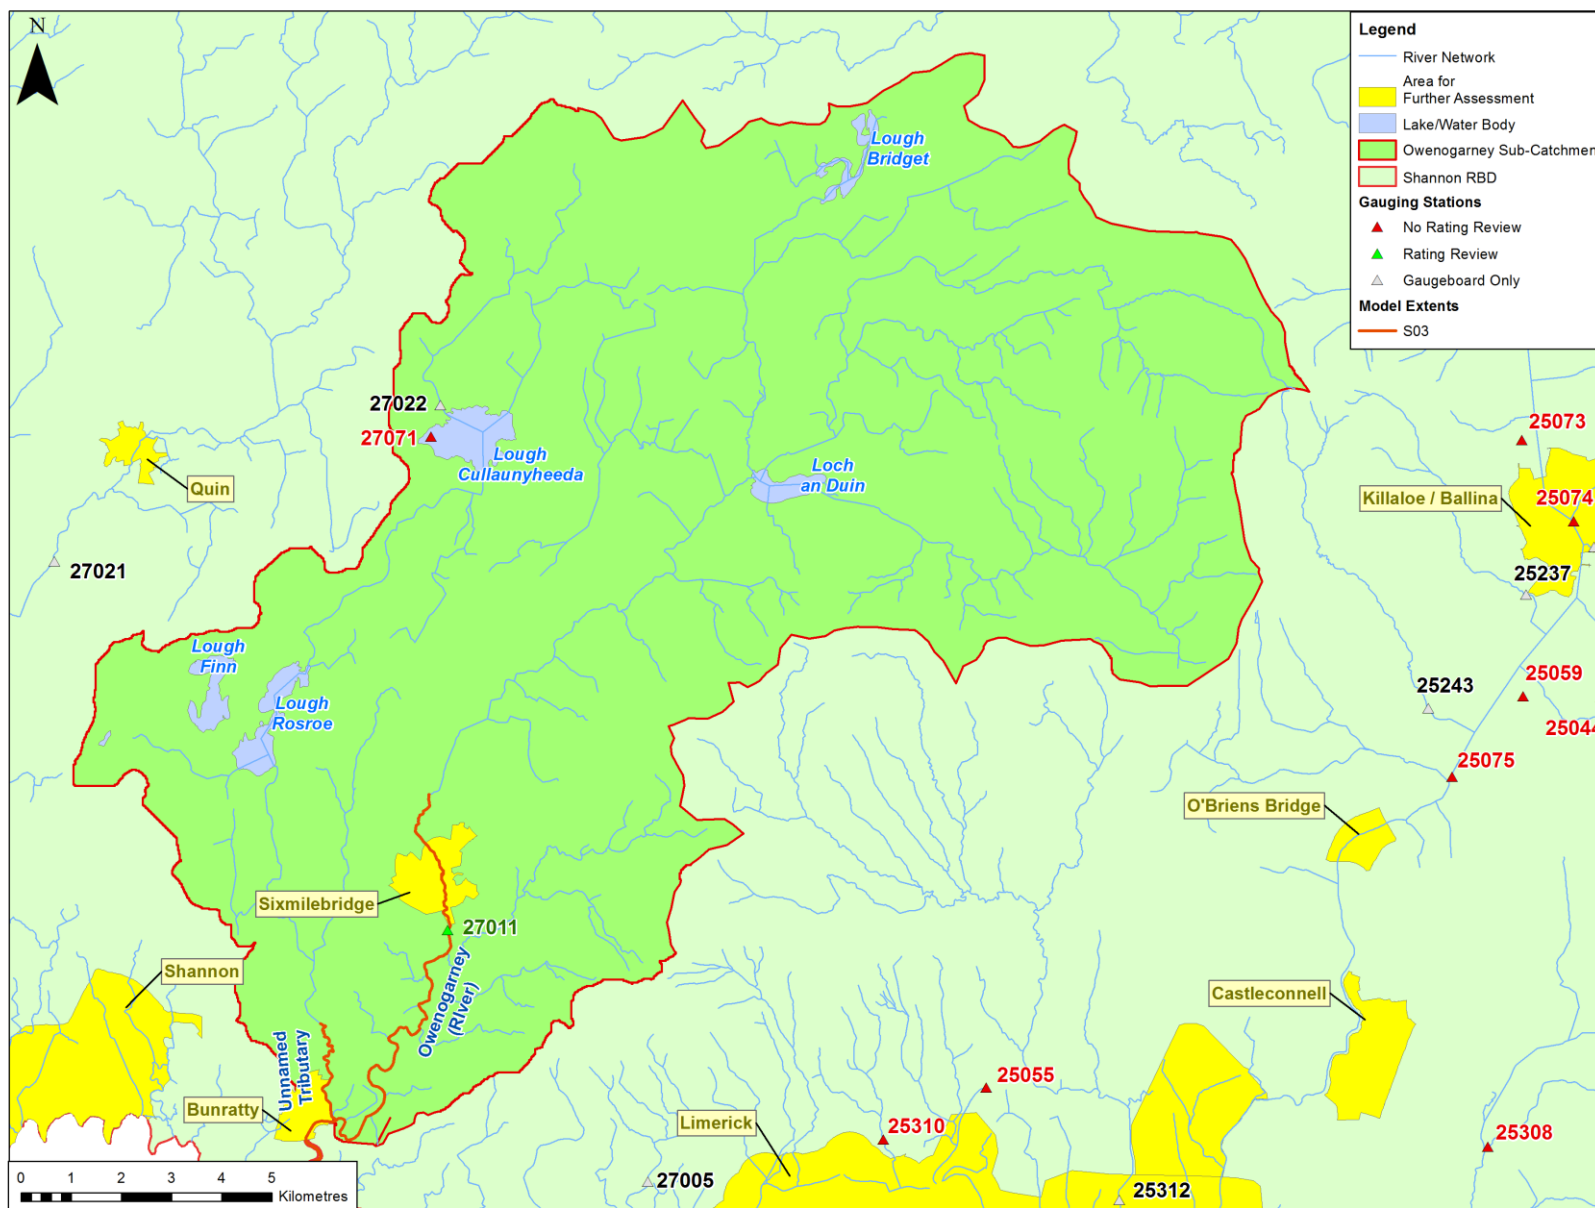 N
Legend
River Network
Area for
Further Assessment
Lake/Water Body
Owenogarney Sub-Catchment
Shannon RBD
Gauging Stations
No Rating Review
Rating Review
Gaugeboard Only
Model Extents
S03
Lough
Bridget
27022
27071
Lough
Cullaunyheeda
Loch
an Duin
Quin
27021
25073
Killaloe / Ballina
25074
25237
Lough
Finn
Lough
Rosroe
25243
25059
25044
25075
O'Briens Bridge
Sixmilebridge
27011
Owenogarney
(RIver)
Shannon
Castleconnell
Unnamed
Tributary
Bunratty
25055
Limerick
25310
25308
27005
25312
0 1 2 3 4 5
Kilometres